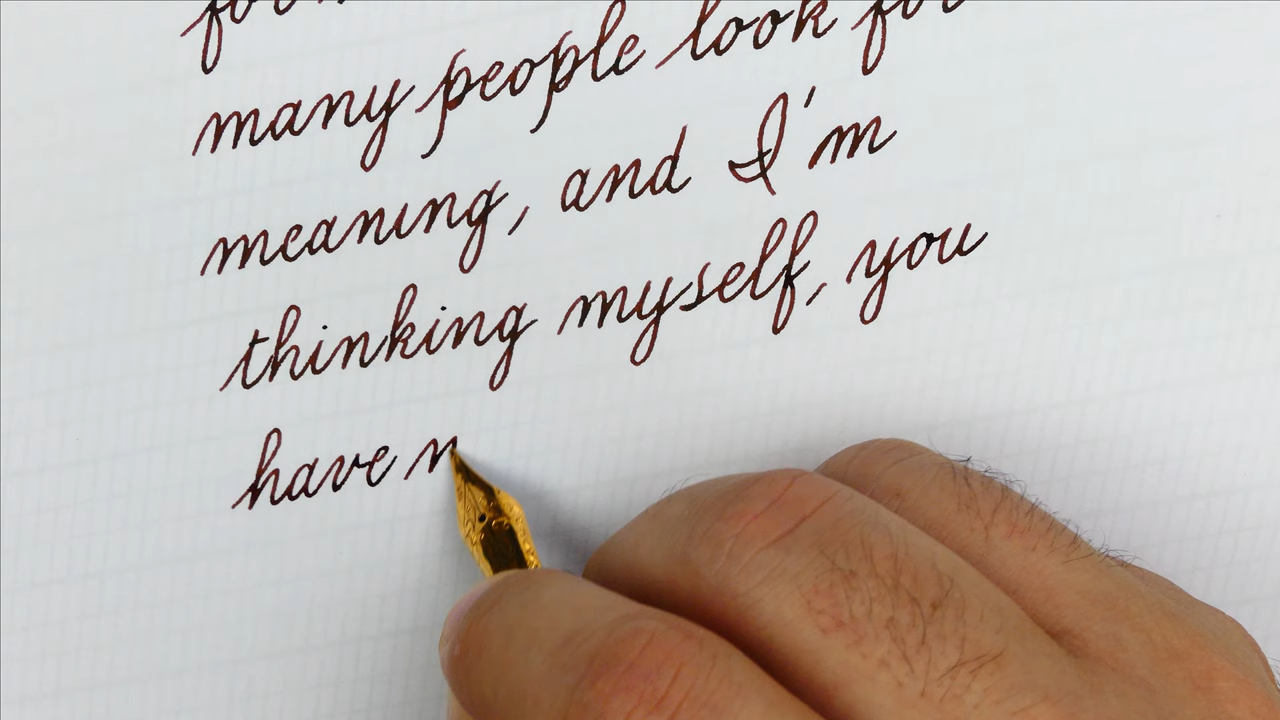 many people look for
meaning, and I'm
thinking myself, you
have